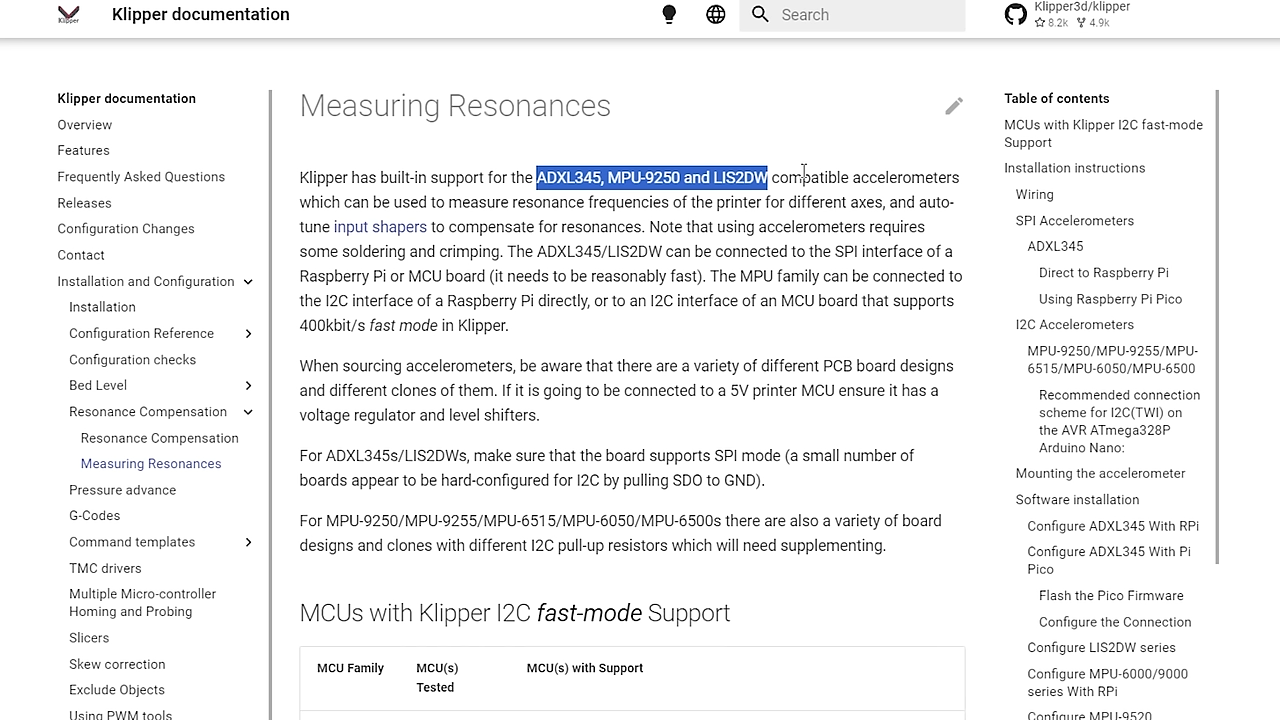 Klipper
Klipper documentation
Search
Klipper3d/klipper
8.2k 4.9k
Klipper documentation
Overview
Features
Frequently Asked Questions
Releases
Configuration Changes
Contact
Installation and Configuration
Installation
Configuration Reference
Configuration checks
Bed Level
Resonance Compensation
Resonance Compensation
Measuring Resonances
Pressure advance
G-Codes
Command templates
TMC drivers
Multiple Micro-controller
Homing and Probing
Slicers
Skew correction
Exclude Objects
Using PWM tools
Measuring Resonances
Klipper has built-in support for the ADXL345, MPU-9250 and LIS2DW compatible accelerometers
which can be used to measure resonance frequencies of the printer for different axes, and auto-
tune input shapers to compensate for resonances. Note that using accelerometers requires
some soldering and crimping. The ADXL345/LIS2DW can be connected to the SPI interface of a
Raspberry Pi or MCU board (it needs to be reasonably fast). The MPU family can be connected to
the I2C interface of a Raspberry Pi directly, or to an I2C interface of an MCU board that supports
400kbit/s fast mode in Klipper.
When sourcing accelerometers, be aware that there are a variety of different PCB board designs
and different clones of them. If it is going to be connected to a 5V printer MCU ensure it has a
voltage regulator and level shifters.
For ADXL345s/LIS2DWs, make sure that the board supports SPI mode (a small number of
boards appear to be hard-configured for I2C by pulling SDO to GND).
For MPU-9250/MPU-9255/MPU-6515/MPU-6050/MPU-6500s there are also a variety of board
designs and clones with different I2C pull-up resistors which will need supplementing.
MCUs with Klipper I2C fast-mode Support
MCU Family
MCU(s)
Tested
MCU(s) with Support
Table of contents
MCUs with Klipper I2C fast-mode
Support
Installation instructions
Wiring
SPI Accelerometers
ADXL345
Direct to Raspberry Pi
Using Raspberry Pi Pico
I2C Accelerometers
MPU-9250/MPU-9255/MPU-
6515/MPU-6050/MPU-6500
Recommended connection
scheme for I2C(TWI) on
the AVR ATmega328P
Arduino Nano:
Mounting the accelerometer
Software installation
Configure ADXL345 With RPi
Configure ADXL345 With Pi
Pico
Flash the Pico Firmware
Configure the Connection
Configure LIS2DW series
Configure MPU-6000/9000
series With RPi
Configure MPU-9520